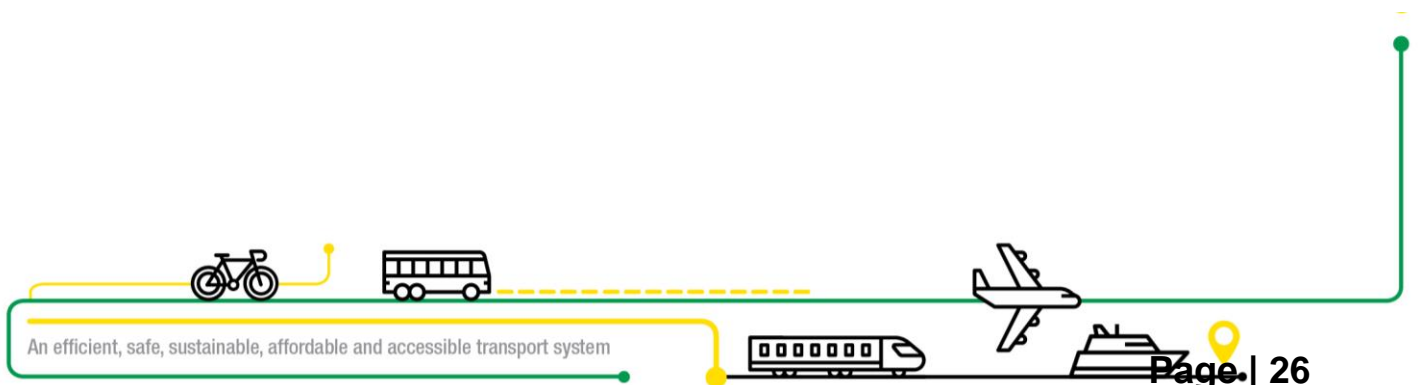 An efficient, safe, sustainable, affordable and accessible transport system
Page | 26